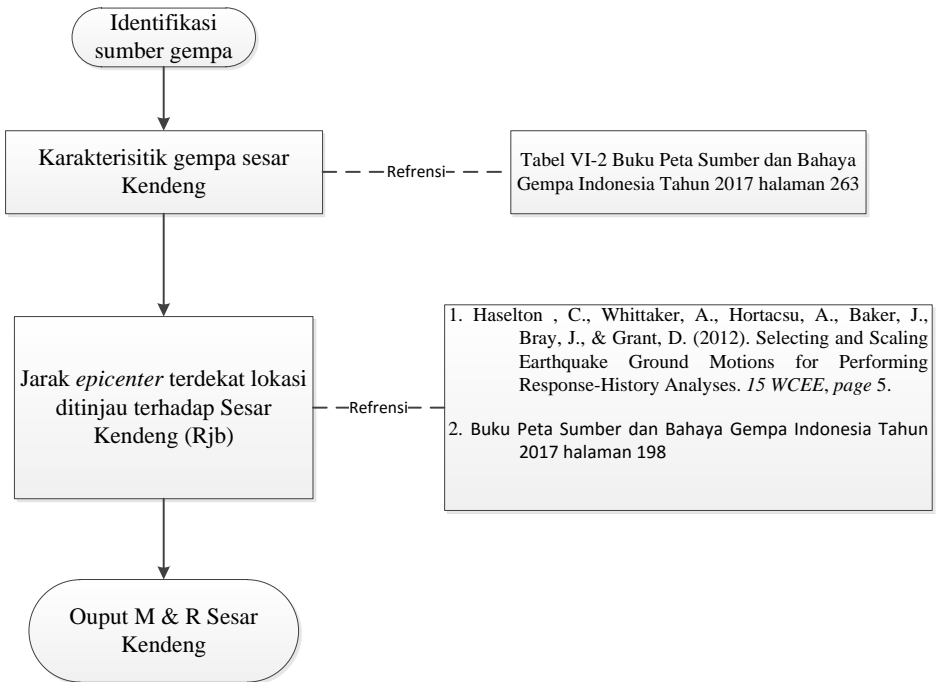 Identifikasi
sumber gempa
Karakterisitik gempa sesar
Kendeng
Refrensi
Tabel VI-2 Buku Peta Sumber dan Bahaya
Gempa Indonesia Tahun 2017 halaman 263
Jarak epicenter terdekat lokasi
ditinjau terhadap Sesar
Kendeng (Rjb)
Refrensi
1. Haselton , C., Whittaker, A., Hortacsu, A., Baker, J.,
Bray, J., & Grant, D. (2012). Selecting and Scaling
Earthquake Ground Motions for Performing
Response-History Analyses. 15 WCEE, page 5.
2. Buku Peta Sumber dan Bahaya Gempa Indonesia Tahun
2017 halaman 198
Ouput M & R Sesar
Kendeng